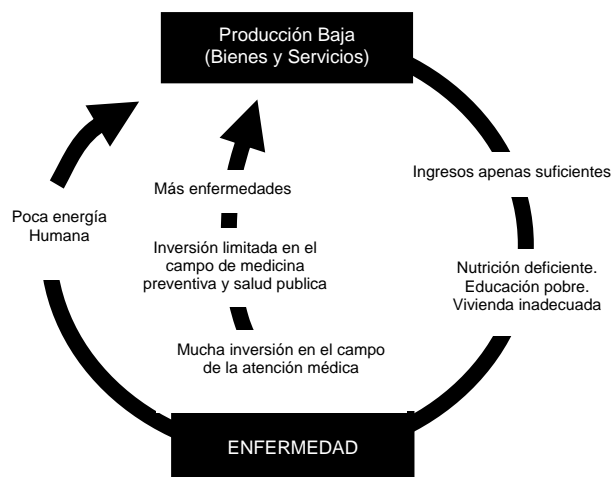 Producción Baja
(Bienes y Servicios)
Ingresos apenas suficientes
Más enfermedades
Poca energía
Humana
Inversión limitada en el
campo de medicina
preventiva y salud publica
Nutrición deficiente.
Educación pobre.
Vivienda inadecuada
Mucha inversión en el campo
de la atención médica
ENFERMEDAD